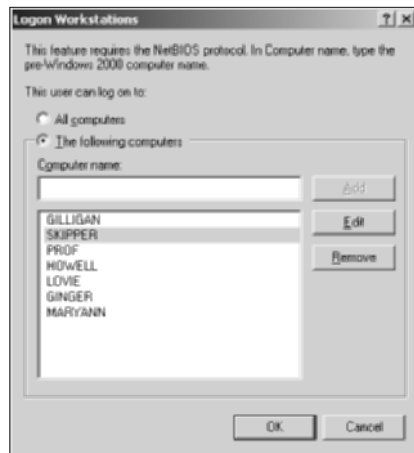 Logon Workstations
This feature requires the NetBIOS protocol. In Computer name, type the
pre-Windows 2000 computer name.
This user can log on to:
All computers
The following computers
Computer name:
Add
GILLIGAN
SKIPPER
PROF
HOWELL
LOVIE
GINGER
MARYANN
Edit
Remove
OK
Cancel